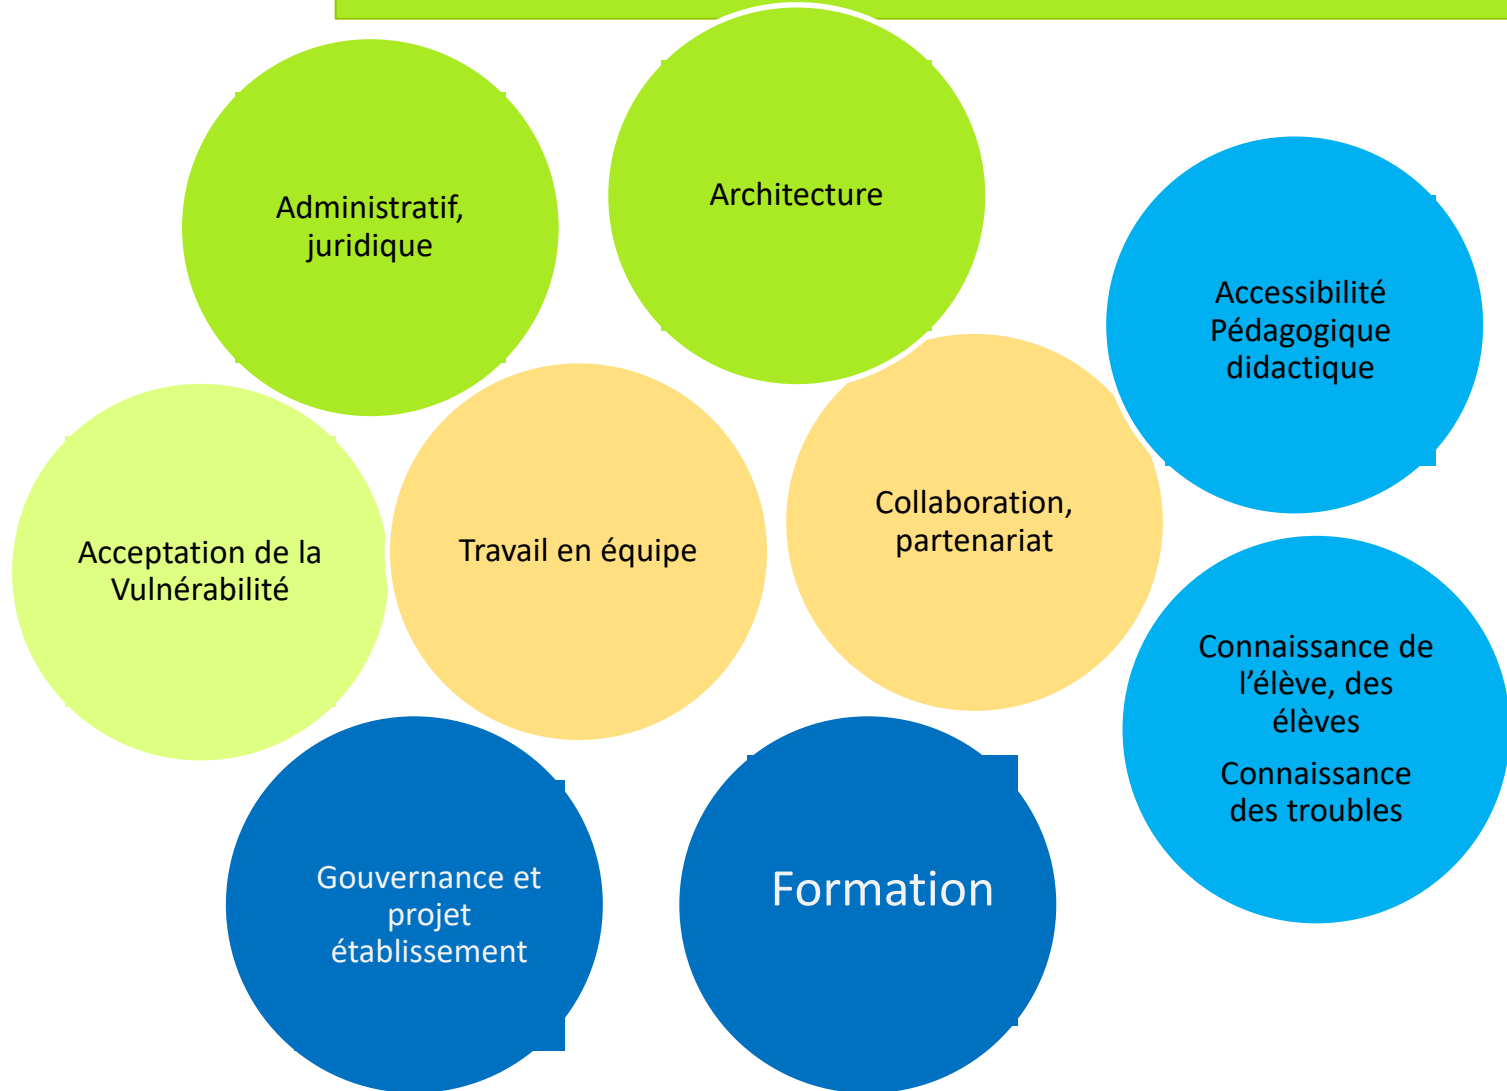 Administratif,
juridique
Architecture
Accessibilité
Pédagogique
didactique
Acceptation de la
Vulnérabilité
Travail en équipe
Collaboration,
partenariat
Connaissance de
l’élève, des
élèves
Connaissance
des troubles
Gouvernance et
projet
établissement
Formation